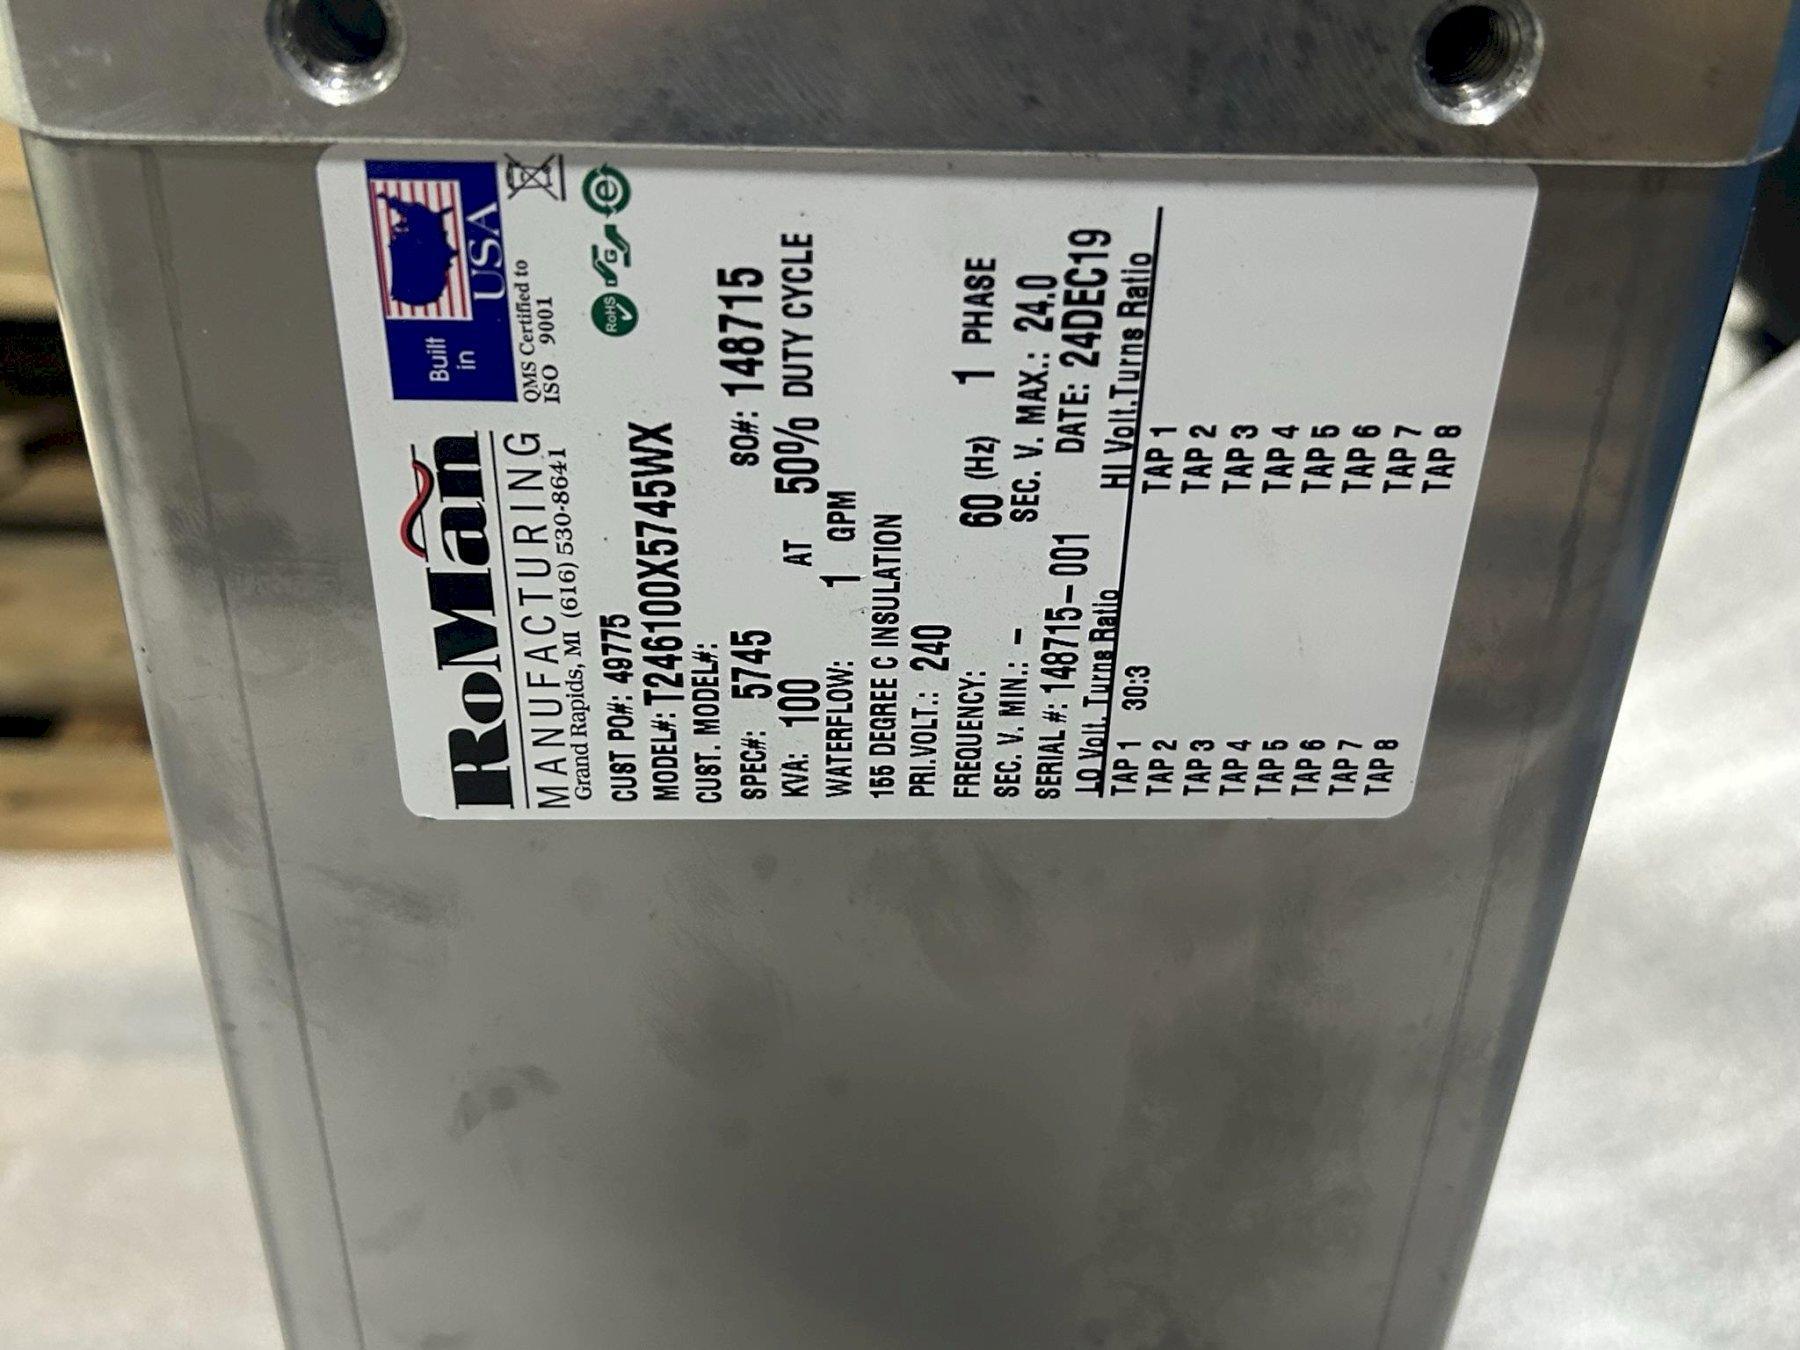 RoMan
MANUFACTURING
Grand Rapids, MI (616) 530-8641
Built
in
USA
QMS Certified to
ISO 9001
RoHS
G
e
CUST PO#: 49775
MODEL#: T246100X5745WX
CUST. MODEL#:
SPEC#: 5745 SO#: 148715
KVA: 100 AT 50% DUTY CYCLE
WATERFLOW: 1 GPM
155 DEGREE C INSULATION
PRI.VOLT.: 240
FREQUENCY: 60 (Hz) 1 PHASE
SEC. V. MIN.: - SEC. V. MAX.: 24.0
SERIAL #: 148715-001 DATE: 24DEC19
LO Volt. Turns Ratio HI Volt.Turns Ratio
TAP 1 30:3 TAP 1
TAP 2 TAP 2
TAP 3 TAP 3
TAP 4 TAP 4
TAP 5 TAP 5
TAP 6 TAP 6
TAP 7 TAP 7
TAP 8 TAP 8